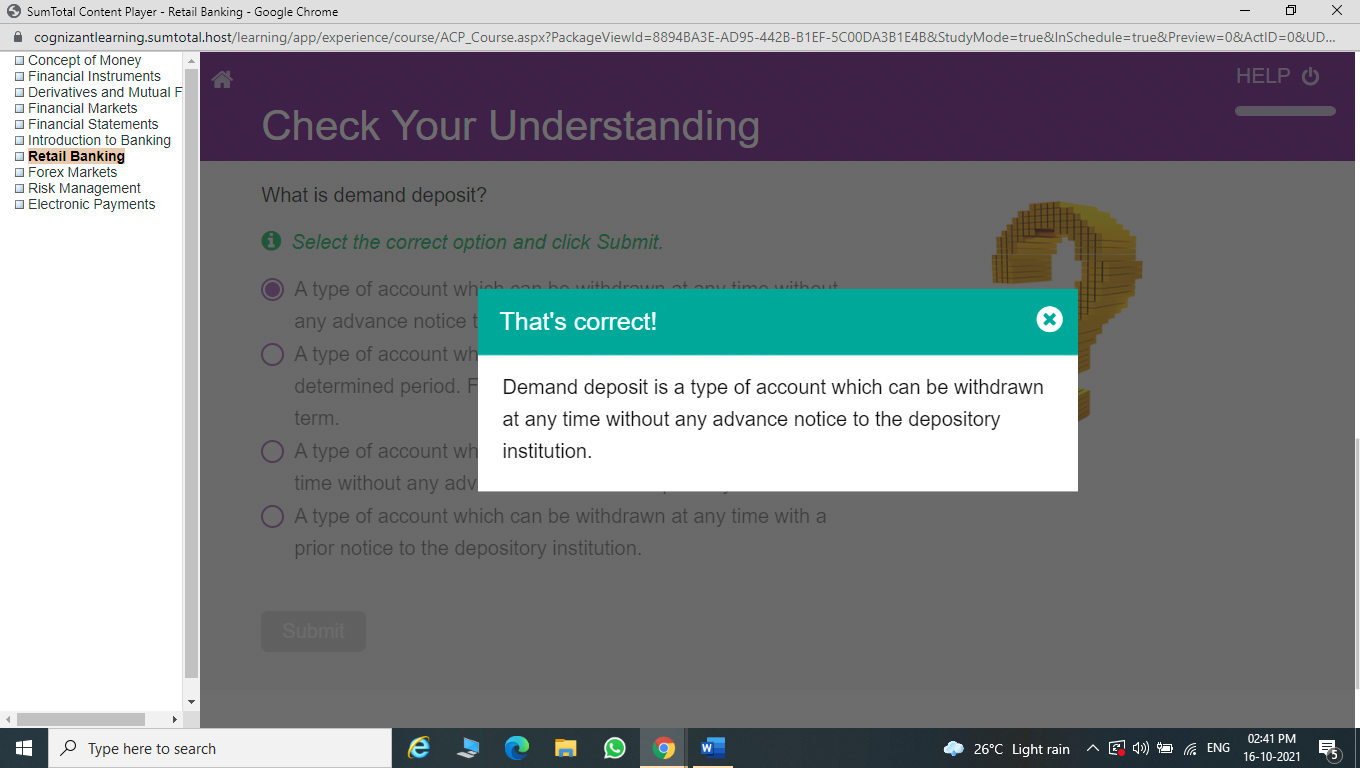 SumTotal Content Player - Retail Banking - Google Chrome
cognizantlearning.sumtotal.host/learning/app/experience/course/ACP_Course.aspx?PackageViewId=8894BA3E-AD95-442B-B1EF-5C00DA3B1E4B&StudyMode=true&InSchedule=true&Preview=0&ActID=0&UD...
Concept of Money
Financial Instruments
Derivatives and Mutual F
Financial Markets
Financial Statements
Introduction to Banking
Retail Banking
Forex Markets
Risk Management
Electronic Payments
HELP
Check Your Understanding
What is demand deposit?
Select the correct option and click Submit.
A type of account which can be withdrawn at any time without
any advance notice t
A type of account wh
determined period. F
term.
A type of account wh
time without any adv
A type of account which can be withdrawn at any time with a
prior notice to the depository institution.
Submit
That's correct!
Demand deposit is a type of account which can be withdrawn
at any time without any advance notice to the depository
institution.
Type here to search
26°C Light rain
ENG
02:41 PM
16-10-2021
5